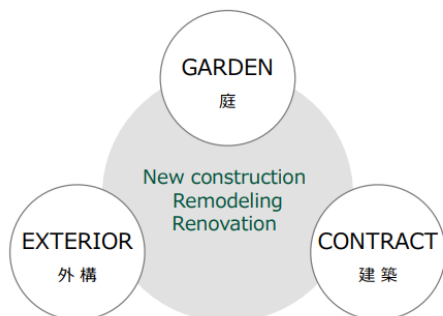 GARDEN
庭
New construction
Remodeling
Renovation
EXTERIOR
外構
CONTRACT
建築